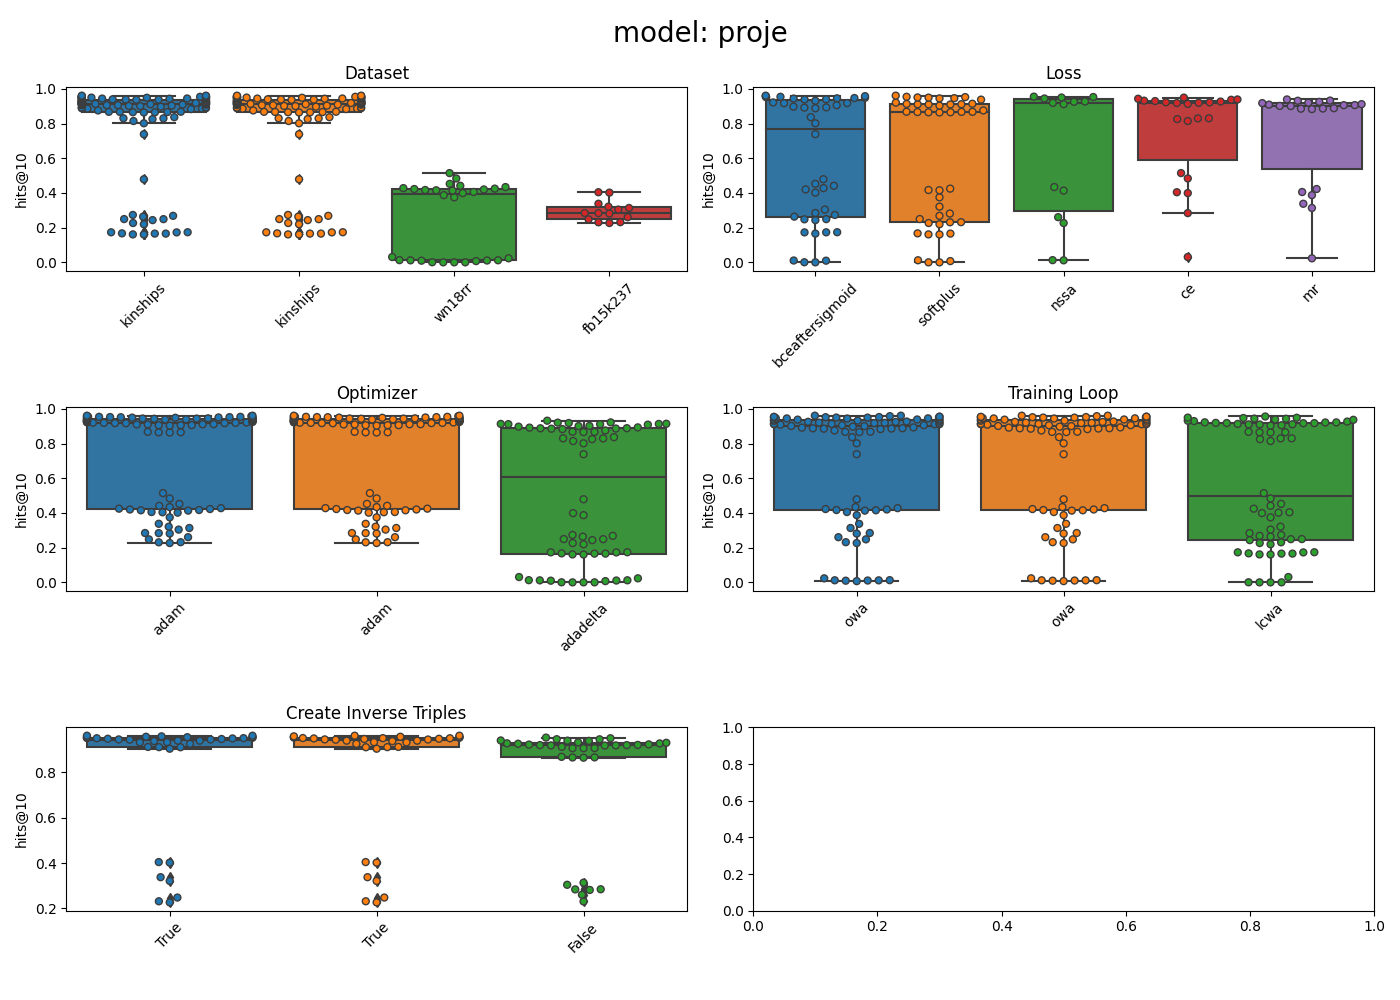 model: proje
Dataset
Loss
hits@10
1.0
0.8
0.6
0.4
0.2
0.0
kinships
kinships
wn18rr
fb15k237
hits@10
1.0
0.8
0.6
0.4
0.2
0.0
bceaftersigmoid
softplus
nssa
ce
mr
Optimizer
Training Loop
hits@10
1.0
0.8
0.6
0.4
0.2
0.0
adam
adam
adadelta
hits@10
1.0
0.8
0.6
0.4
0.2
0.0
owa
owa
lcwa
Create Inverse Triples
hits@10
0.8
0.6
0.4
0.2
True
True
False
1.0
0.8
0.6
0.4
0.2
0.0
0.0 0.2 0.4 0.6 0.8 1.0